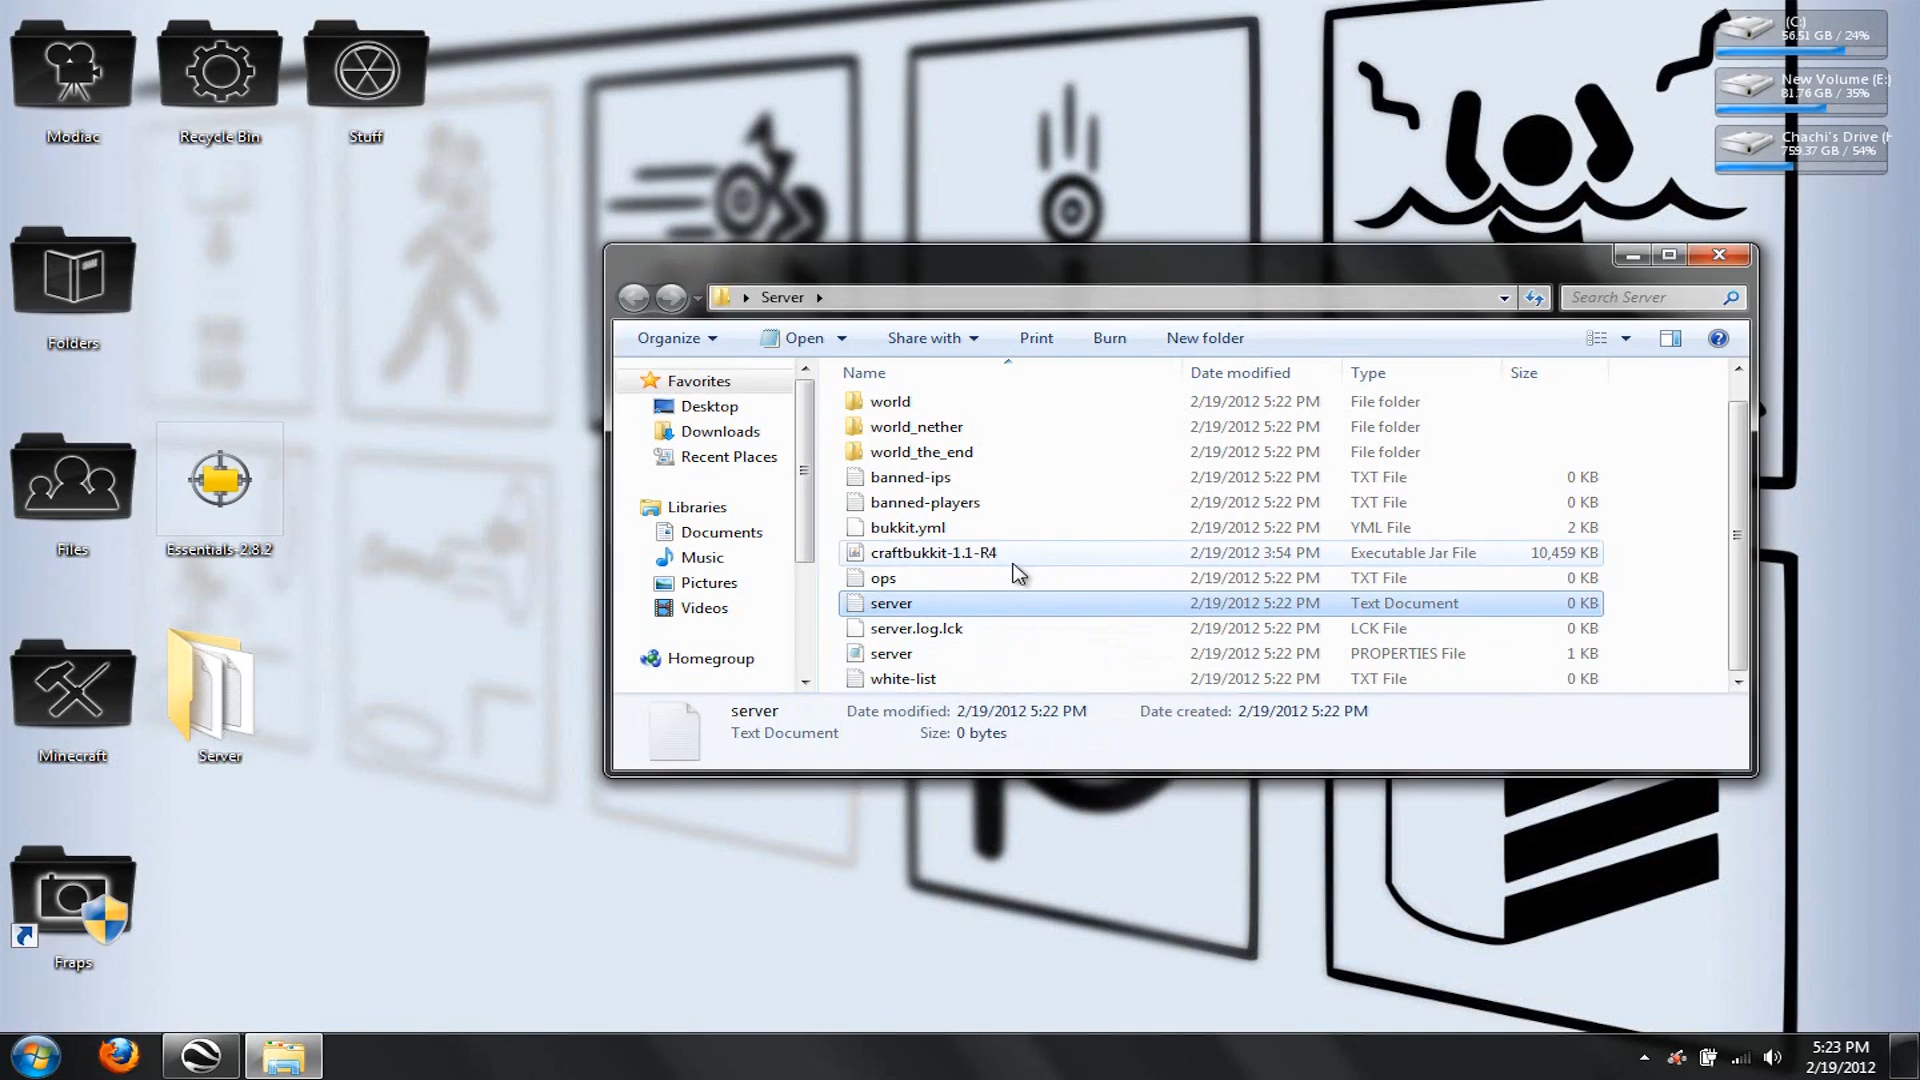 Modiac
Recycle Bin
Stuff
Folders
Files
Essentials-2.8.2
Minecraft
Server
Fraps
(C:)
56.51 GB / 24%
New Volume (E:)
81.76 GB / 35%
Chachi's Drive (H
759.37 GB / 54%
Server
Search Server
Organize
Open
Share with
Print
Burn
New folder
Favorites
Desktop
Downloads
Recent Places
Libraries
Documents
Music
Pictures
Videos
Homegroup
Name Date modified Type Size
world 2/19/2012 5:22 PM File folder
world_nether 2/19/2012 5:22 PM File folder
world_the_end 2/19/2012 5:22 PM File folder
banned-ips 2/19/2012 5:22 PM TXT File 0 KB
banned-players 2/19/2012 5:22 PM TXT File 0 KB
bukkit.yml 2/19/2012 5:22 PM YML File 2 KB
craftbukkit-1.1-R4 2/19/2012 3:54 PM Executable Jar File 10,459 KB
ops 2/19/2012 5:22 PM TXT File 0 KB
server 2/19/2012 5:22 PM Text Document 0 KB
server.log.lck 2/19/2012 5:22 PM LCK File 0 KB
server 2/19/2012 5:22 PM PROPERTIES File 1 KB
white-list 2/19/2012 5:22 PM TXT File 0 KB
server Date modified: 2/19/2012 5:22 PM Date created: 2/19/2012 5:22 PM
Text Document Size: 0 bytes
5:23 PM
2/19/2012